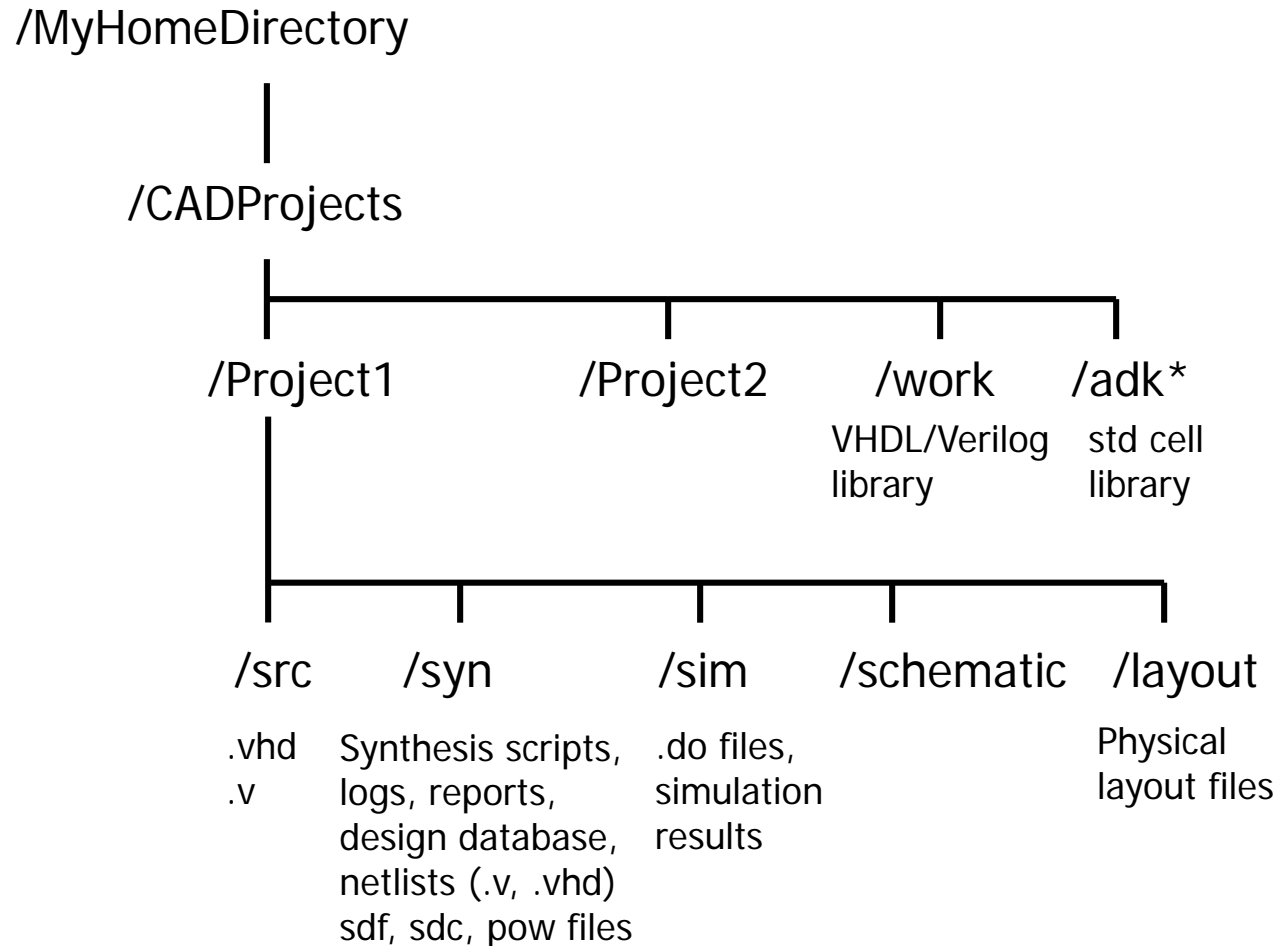 /MyHomeDirectory
/CADProjects
/Project1
/Project2
/work
/adk*
VHDL/Verilog
library
std cell
library
/src
/syn
/sim
/schematic
/layout
.vhd
.v
Synthesis scripts,
logs, reports,
design database,
netlists (.v, .vhd)
sdf, sdc, pow files
.do files,
simulation
results
Physical
layout files